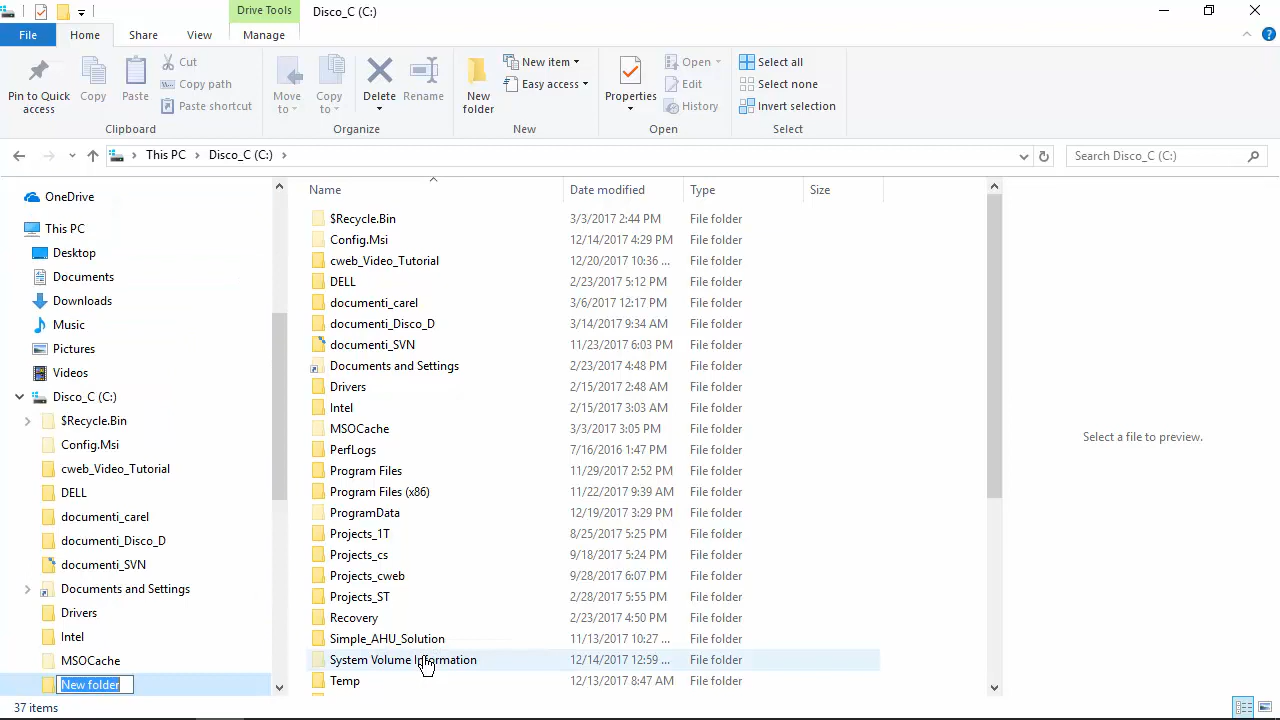 Drive Tools Disco_C (C:)
File Home Share View Manage
Pin to Quick access
Copy
Paste
Cut
Copy path
Paste shortcut
Clipboard
Move to
Copy to
Delete
Rename
Organize
New folder
New item
Easy access
New
Properties
Open
Edit
History
Open
Select all
Select none
Invert selection
Select
This PC Disco_C (C:)
Search Disco_C (C:)
OneDrive
This PC
Desktop
Documents
Downloads
Music
Pictures
Videos
Disco_C (C:)
$Recycle.Bin
Config.Msi
cweb_Video_Tutorial
DELL
documenti_carel
documenti_Disco_D
documenti_SVN
Documents and Settings
Drivers
Intel
MSOCache
New folder
Name Date modified Type Size
$Recycle.Bin 3/3/2017 2:44 PM File folder
Config.Msi 12/14/2017 4:29 PM File folder
cweb_Video_Tutorial 12/20/2017 10:36 ... File folder
DELL 2/23/2017 5:12 PM File folder
documenti_carel 3/6/2017 12:17 PM File folder
documenti_Disco_D 3/14/2017 9:34 AM File folder
documenti_SVN 11/23/2017 6:03 PM File folder
Documents and Settings 2/23/2017 4:48 PM File folder
Drivers 2/15/2017 2:48 AM File folder
Intel 2/15/2017 3:03 AM File folder
MSOCache 3/3/2017 3:05 PM File folder
PerfLogs 7/16/2016 1:47 PM File folder
Program Files 11/29/2017 2:52 PM File folder
Program Files (x86) 11/22/2017 9:39 AM File folder
ProgramData 12/19/2017 3:29 PM File folder
Projects_1T 8/25/2017 5:25 PM File folder
Projects_cs 9/18/2017 5:24 PM File folder
Projects_cweb 9/28/2017 6:07 PM File folder
Projects_ST 2/28/2017 5:55 PM File folder
Recovery 2/23/2017 4:50 PM File folder
Simple_AHU_Solution 11/13/2017 10:27 ... File folder
System Volume Information 12/14/2017 12:59 ... File folder
Temp 12/13/2017 8:47 AM File folder
Select a file to preview.
37 items